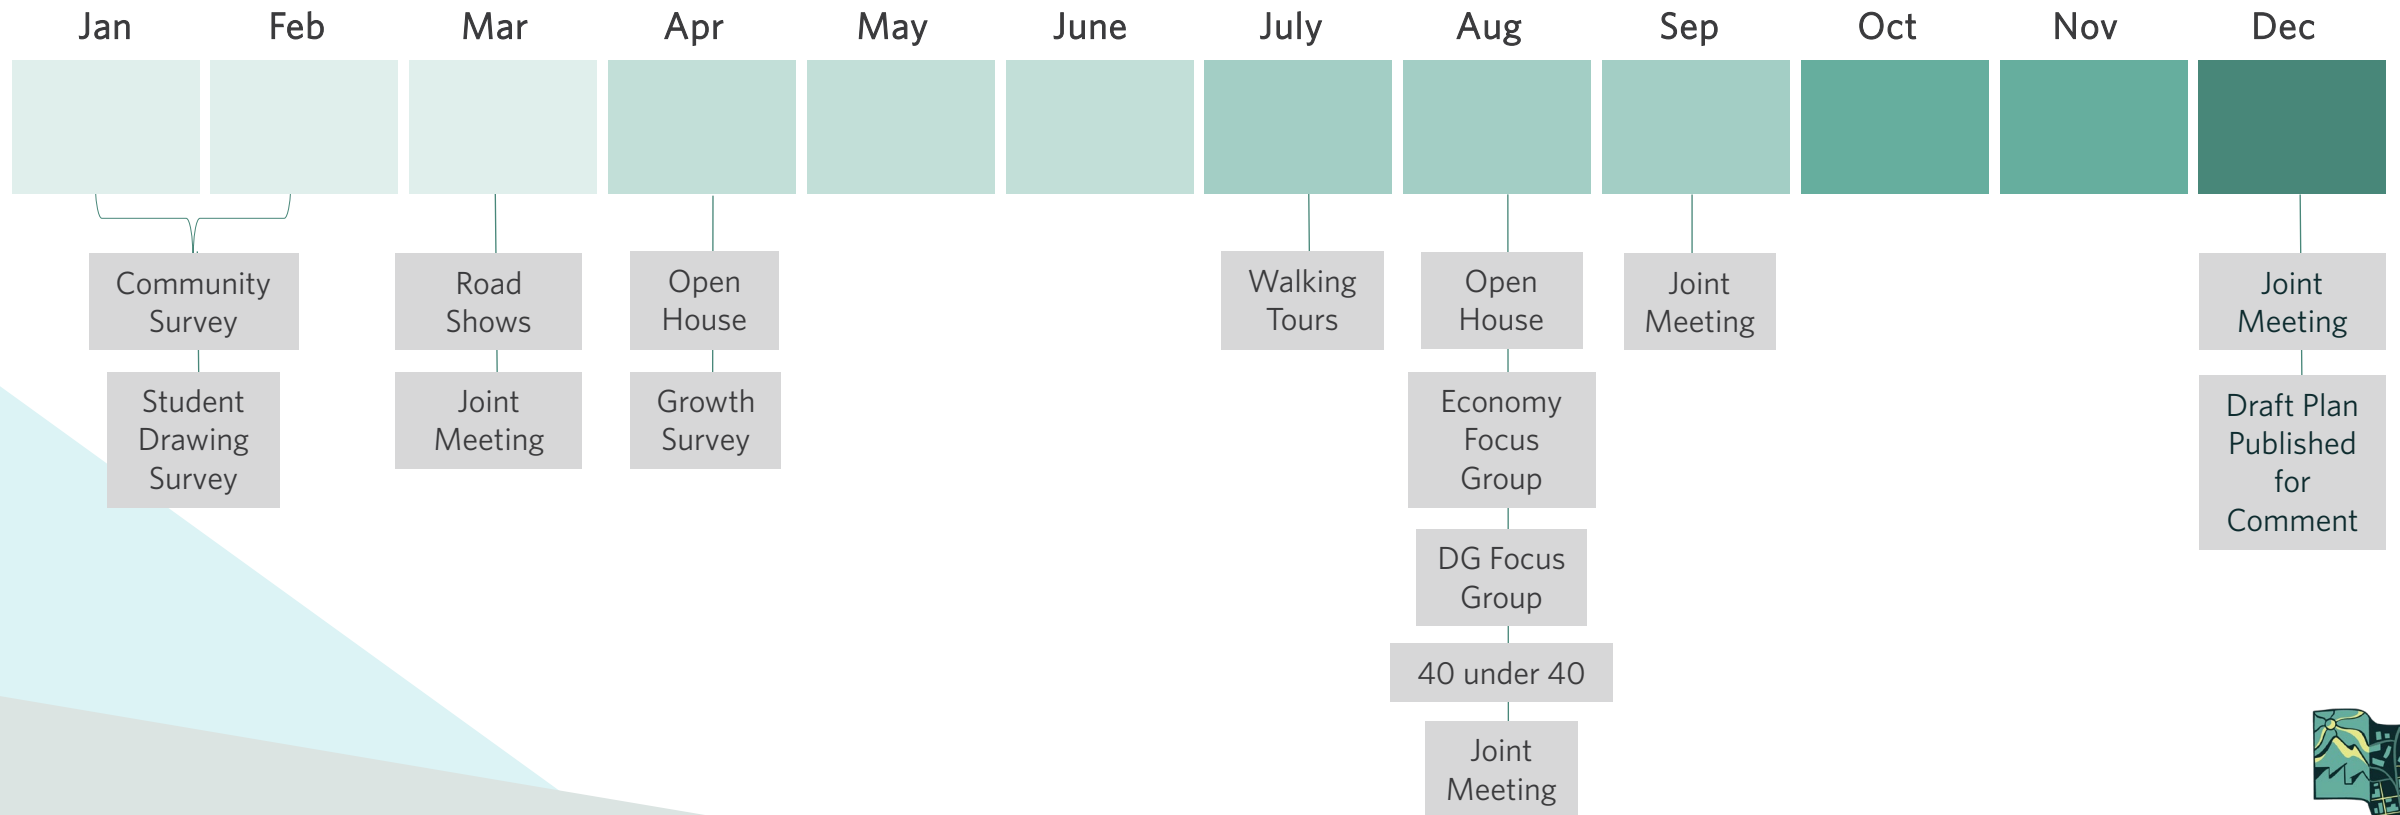 Jan Feb Mar Apr May June July Aug Sep Oct Nov Dec
Community
Survey
Student
Drawing
Survey
Road
Shows
Joint
Meeting
Open
House
Growth
Survey
Walking
Tours
Open
House
Economy
Focus
Group
DG Focus
Group
40 under 40
Joint
Meeting
Joint
Meeting
Joint
Meeting
Draft Plan
Published
for
Comment